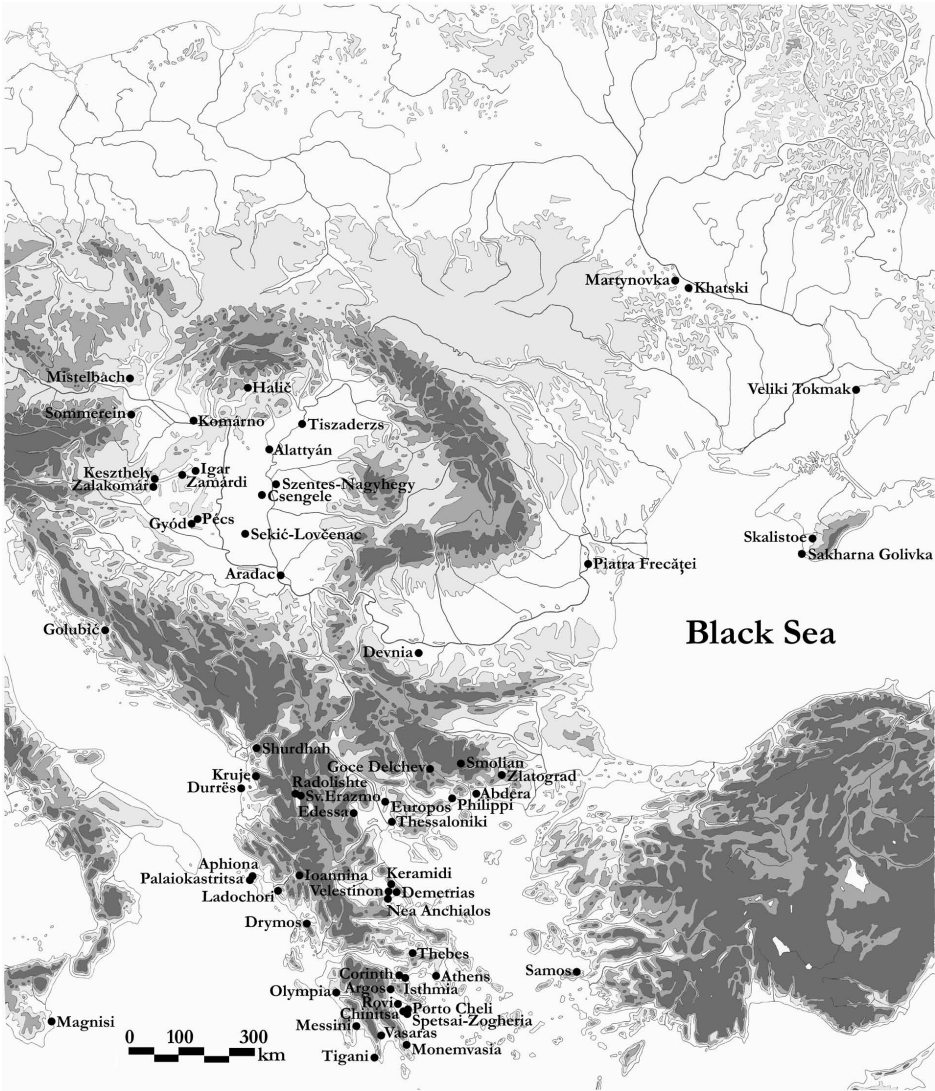 Martynovka
Khatski
Mistelbach
Halič
Veliki Tokmak
Sommerein
Komárno
Tiszaderzs
Alattyán
Igar
Keszthely
Zamárdi
Zalakomár
Szentes-Nagyhegy
Csengele
Pécs
Gyód
Sekić-Lovčenac
Skalistoe
Sakharna Golivka
Piatra Frecăţei
Aradac
Golubić
Black Sea
Devnia
Shurdhah
Goce Delchev
Smolian
Kruje
Zlatograd
Durrës
Radolishte
Sv.Erazmo
Abdera
Europos
Philippi
Edessa
Thessaloniki
Aphiona
Palaiokastritsa
Ioannina
Keramidi
Ladochori
Velestinon
Demetrias
Nea Anchialos
Drymos
Thebes
Corinth
Athens
Samos
Isthmia
Argos
Olympia
Rovi
Porto Cheli
Chinitsa
Spetsai-Zogheria
Magnisi
Messini
Vasaras
Monemvasia
Tigani
0 100 300
km